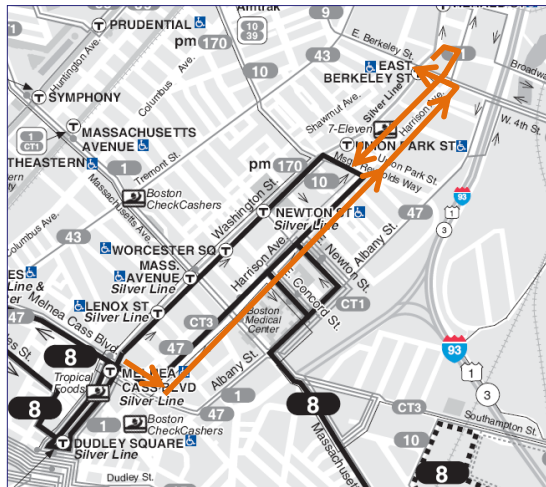 Amtrak
PRUDENTIAL
pm 170
10
39
9
43
E. Berkeley St.
Huntington Ave.
Columbus Ave.
10
EAST
BERKELEY ST
Broadway
SYMPHONY
Shawmut Ave.
Silver Line
Harrison Ave.
W. 4th St.
1
CT1
MASSACHUSETTS
AVENUE
7-Eleven
UNION PARK ST
Union Park St.
Tremont St.
1
pm 170
10
Massachusetts Ave.
Boston
CheckCashers
Washington St.
47
93
1
3
NEWTON ST
Silver Line
Columbus Ave.
43
WORCESTER SQ
Harrison Ave.
Albany St.
Newton St.
MASS.
AVENUE
Silver Line
Concord St.
CT1
Melnea Cass Blvd
LENOX ST
Silver Line
CT3
Boston
Medical
Center
47
47
93
1
3
8
Tropical
Foods
CASS BLVD
Silver Line
Albany St.
1
8
8
CT3
Southampton St.
1
Boston
CheckCashers
47
10
DUDLEY SQUARE
Silver Line
Massachusetts
8
Dudley St.